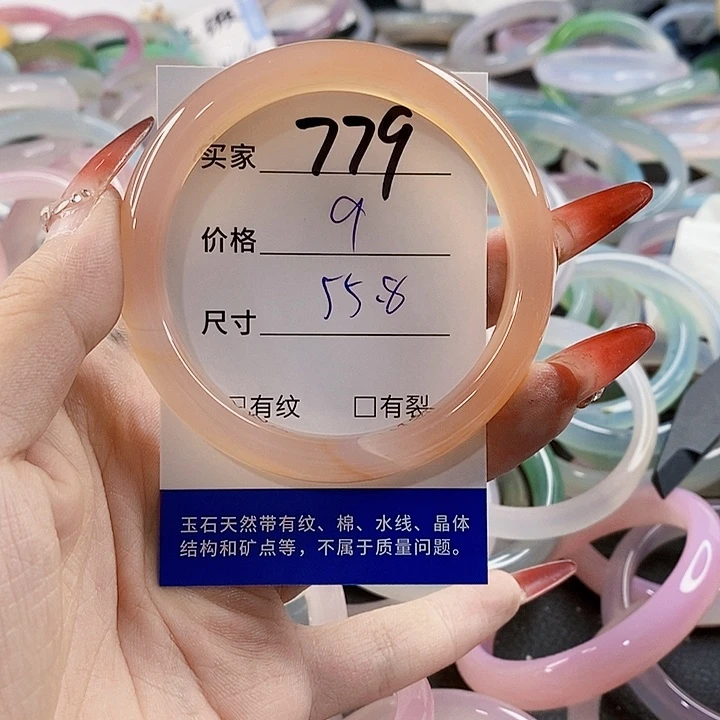 买家 779
价格 9
尺寸 55.8
□有纹 □有裂
玉石天然带有纹、棉、水线、晶体
结构和矿点等，不属于质量问题。